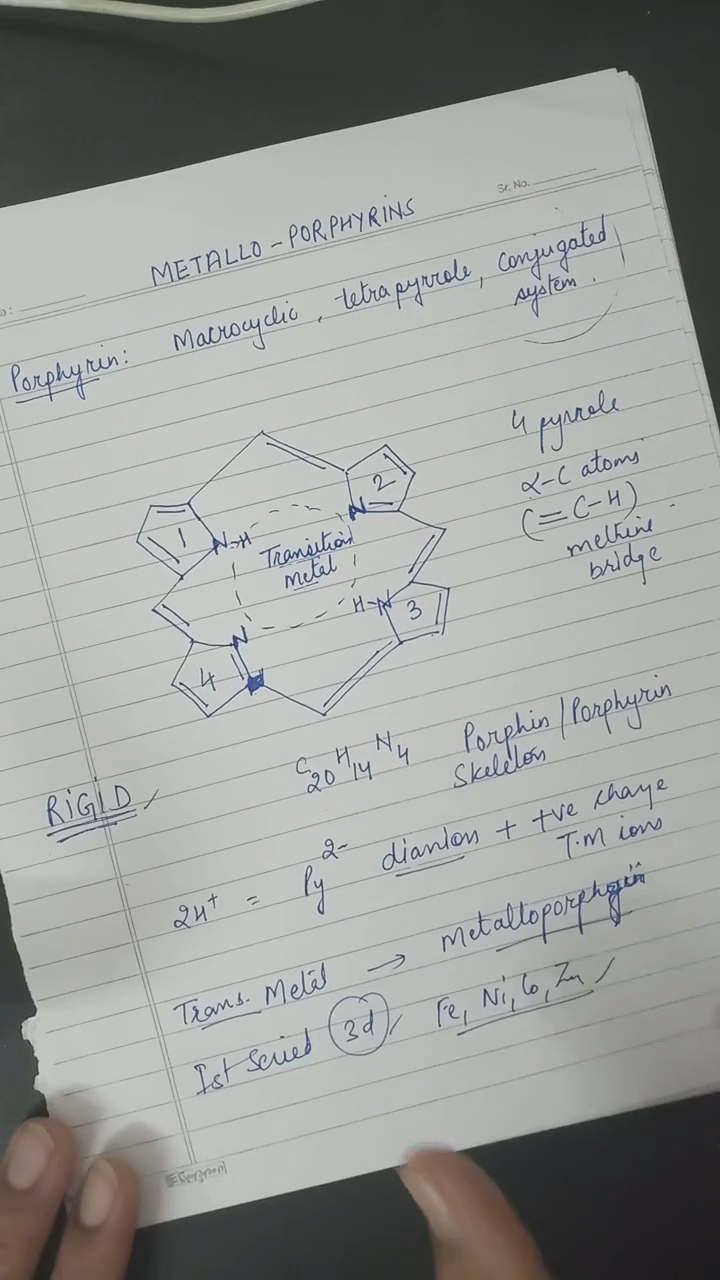 Sr. No.
METALLO-PORPHYRINS
Porphyrin: Macrocyclic, tetrapyrrole, conjugated
system.
4 pyrrole
α-C atoms
(=C-H)
methine
bridge
1
2
N-H
N
Transition
Metal
H-N
3
N
4
C20H14N4
Porphin/Porphyrin
Skeleton
RIGID
2H+ = Py2- dianion + +ve charge
T.M ions
Trans. Metal → Metalloporphyrin
Ist Series 3d, Fe, Ni, Co, Zn